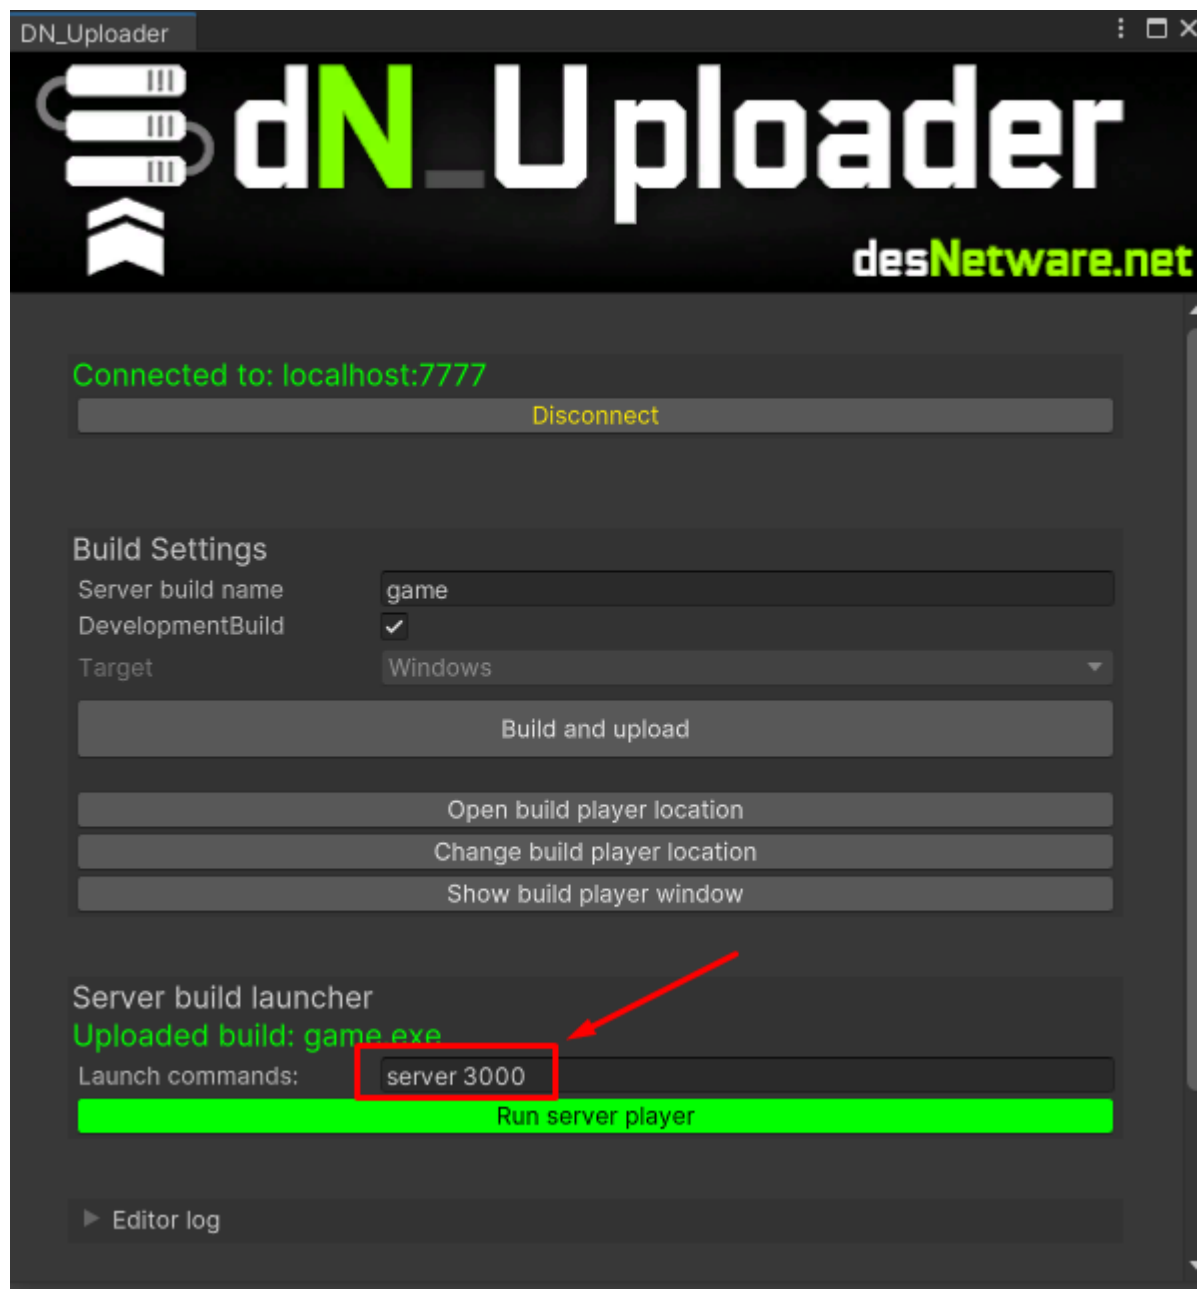 DN_Uploader
dN_Uploader
desNetware.net
Connected to: localhost:7777
Disconnect
Build Settings
Server build name game
DevelopmentBuild
Target Windows
Build and upload
Open build player location
Change build player location
Show build player window
Server build launcher
Uploaded build: game.exe
Launch commands: server 3000
Run server player
Editor log